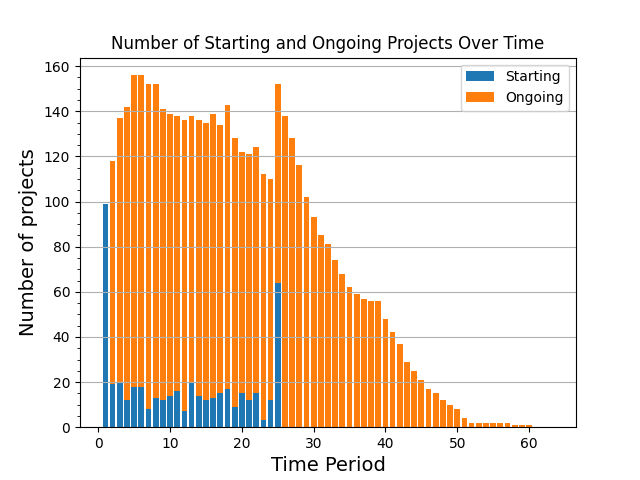 Number of Starting and Ongoing Projects Over Time
Starting
Ongoing
Number of projects
160
140
120
100
80
60
40
20
0
0 10 20 30 40 50 60
Time Period